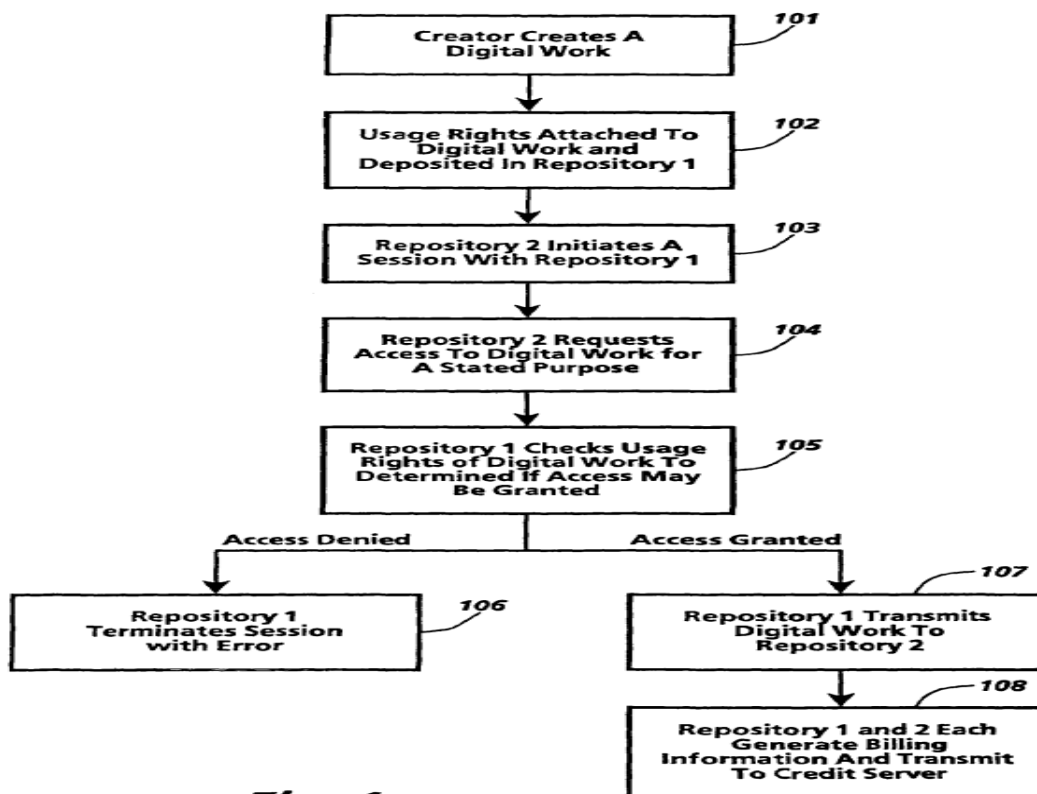 101
Creator Creates A
Digital Work
102
Usage Rights Attached To
Digital Work and
Deposited In Repository 1
103
Repository 2 Initiates A
Session With Repository 1
104
Repository 2 Requests
Access To Digital Work for
A Stated Purpose
105
Repository 1 Checks Usage
Rights of Digital Work To
Determined If Access May
Be Granted
Access Denied
Access Granted
106
Repository 1
Terminates Session
with Error
107
Repository 1 Transmits
Digital Work To
Repository 2
108
Repository 1 and 2 Each
Generate Billing
Information And Transmit
To Credit Server